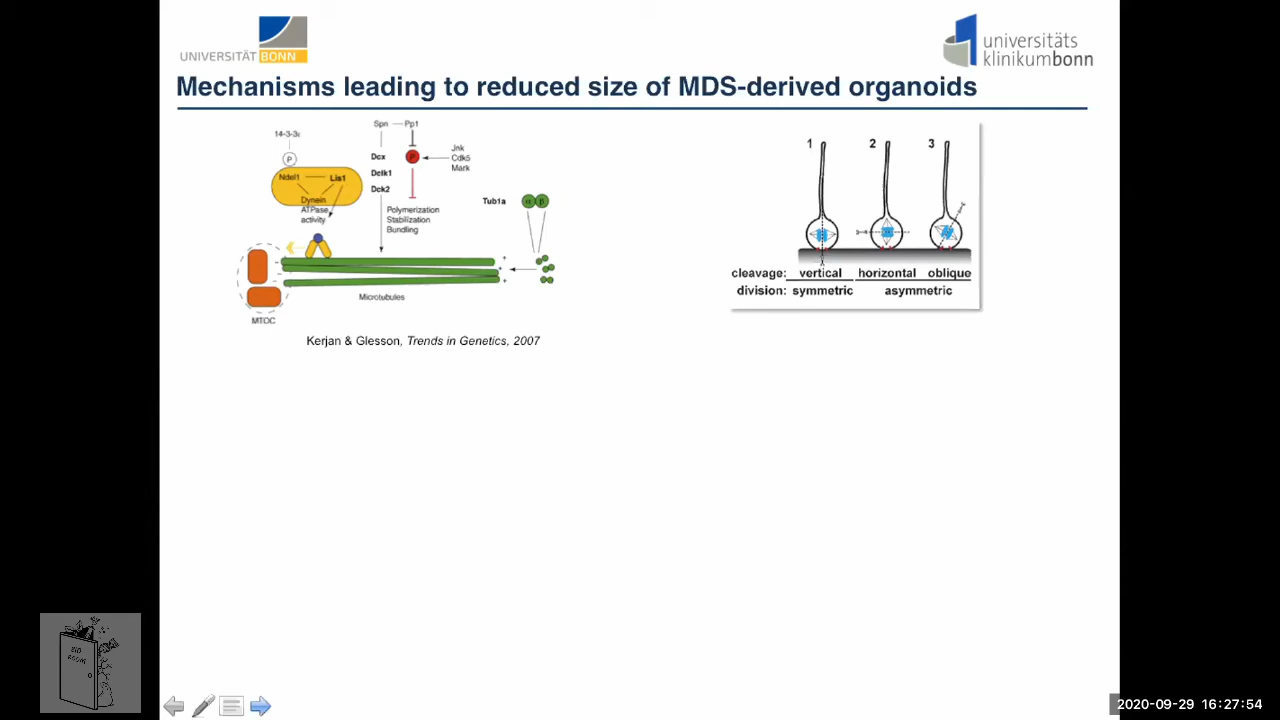 UNIVERSITÄT BONN
universitäts
klinikumbonn
Mechanisms leading to reduced size of MDS-derived organoids
14-3-3ε
P
Ndel1
Lis1
Dynein
ATPase
activity
Spn
Pp1
Dcx
Dclk1
Dck2
P
Jnk
Cdk5
Mark
Polymerization
Stabilization
Bundling
Tub1a
α β
Microtubules
MTOC
Kerjan & Glesson, Trends in Genetics, 2007
1 2 3
cleavage: vertical horizontal oblique
division: symmetric asymmetric
2020-09-29 16:27:54